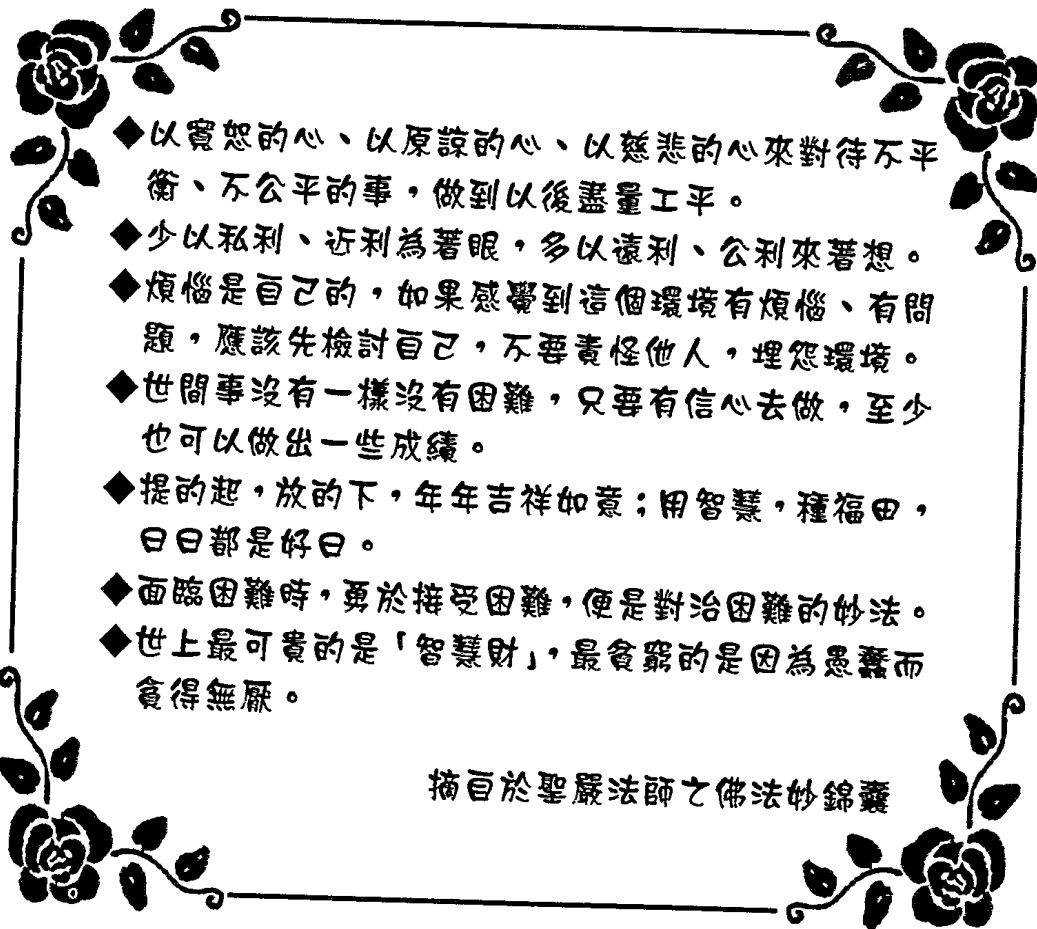 ◆以寬恕的心、以原諒的心、以慈悲的心來對待不平
衡、不公平的事，做到以後盡量工平。
◆少以私利、近利為著眼，多以遠利、公利來著想。
◆煩惱是自己的，如果感覺到這個環境有煩惱、有問
題，應該先檢討自己，不要責怪他人，埋怨環境。
◆世間事沒有一樣沒有困難，只要有信心去做，至少
也可以做出一些成績。
◆提的起，放的下，年年吉祥如意；用智慧，種福田，
日日都是好日。
◆面臨困難時，勇於接受困難，便是對治困難的妙法。
◆世上最可貴的是「智慧財」，最貧窮的是因為愚蠢而
貪得無厭。
摘自於聖嚴法師之佛法妙錦囊